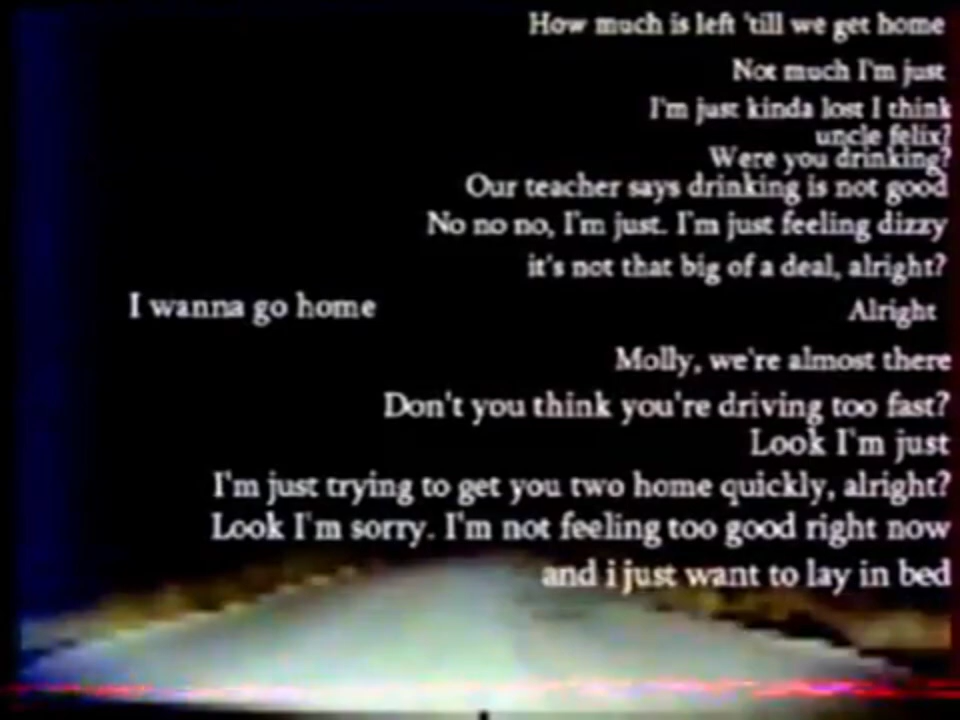 How much is left 'till we get home
Not much I'm just
I'm just kinda lost I think
uncle felix?
Were you drinking?
Our teacher says drinking is not good
No no no, I'm just. I'm just feeling dizzy
it's not that big of a deal, alright?
I wanna go home
Alright
Molly, we're almost there
Don't you think you're driving too fast?
Look I'm just
I'm just trying to get you two home quickly, alright?
Look I'm sorry. I'm not feeling too good right now
and i just want to lay in bed